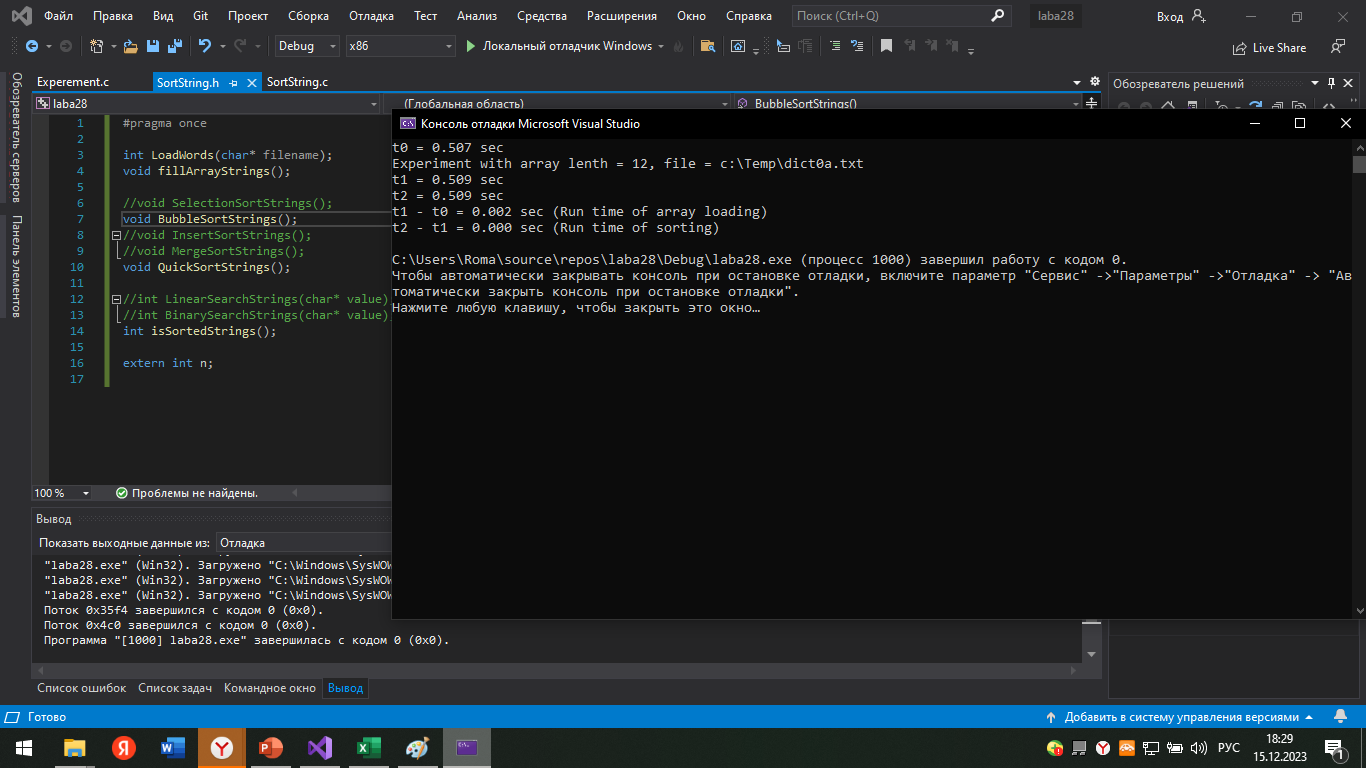 Файл Правка Вид Git Проект Сборка Отладка Тест Анализ Средства Расширения Окно Справка Поиск (Ctrl+Q) laba28 Вход
Debug x86 Локальный отладчик Windows Live Share
Обозреватель серверов
Панель элементов
Experement.c SortString.h SortString.c
laba28 (Глобальная область) BubbleSortStrings()
Обозреватель решений
1 #pragma once
2
3 int LoadWords(char* filename);
4 void fillArrayStrings();
5
6 //void SelectionSortStrings();
7 void BubbleSortStrings();
8 //void InsertSortStrings();
9 //void MergeSortStrings();
10 void QuickSortStrings();
11
12 //int LinearSearchStrings(char* value)
13 //int BinarySearchStrings(char* value)
14 int isSortedStrings();
15
16 extern int n;
17
Консоль отладки Microsoft Visual Studio
t0 = 0.507 sec
Experiment with array lenth = 12, file = c:\Temp\dict0a.txt
t1 = 0.509 sec
t2 = 0.509 sec
t1 - t0 = 0.002 sec (Run time of array loading)
t2 - t1 = 0.000 sec (Run time of sorting)
C:\Users\Roma\source\repos\laba28\Debug\laba28.exe (процесс 1000) завершил работу с кодом 0.
Чтобы автоматически закрывать консоль при остановке отладки, включите параметр "Сервис" ->"Параметры" ->"Отладка" -> "Ав
томатически закрыть консоль при остановке отладки".
Нажмите любую клавишу, чтобы закрыть это окно…
100 % Проблемы не найдены.
Вывод
Показать выходные данные из: Отладка
"laba28.exe" (Win32). Загружено "C:\Windows\SysWOW
"laba28.exe" (Win32). Загружено "C:\Windows\SysWOW
"laba28.exe" (Win32). Загружено "C:\Windows\SysWOW
Поток 0x35f4 завершился с кодом 0 (0x0).
Поток 0x4c0 завершился с кодом 0 (0x0).
Программа "[1000] laba28.exe" завершилась с кодом 0 (0x0).
Список ошибок Список задач Командное окно Вывод
Готово Добавить в систему управления версиями
РУС 18:29
15.12.2023
1